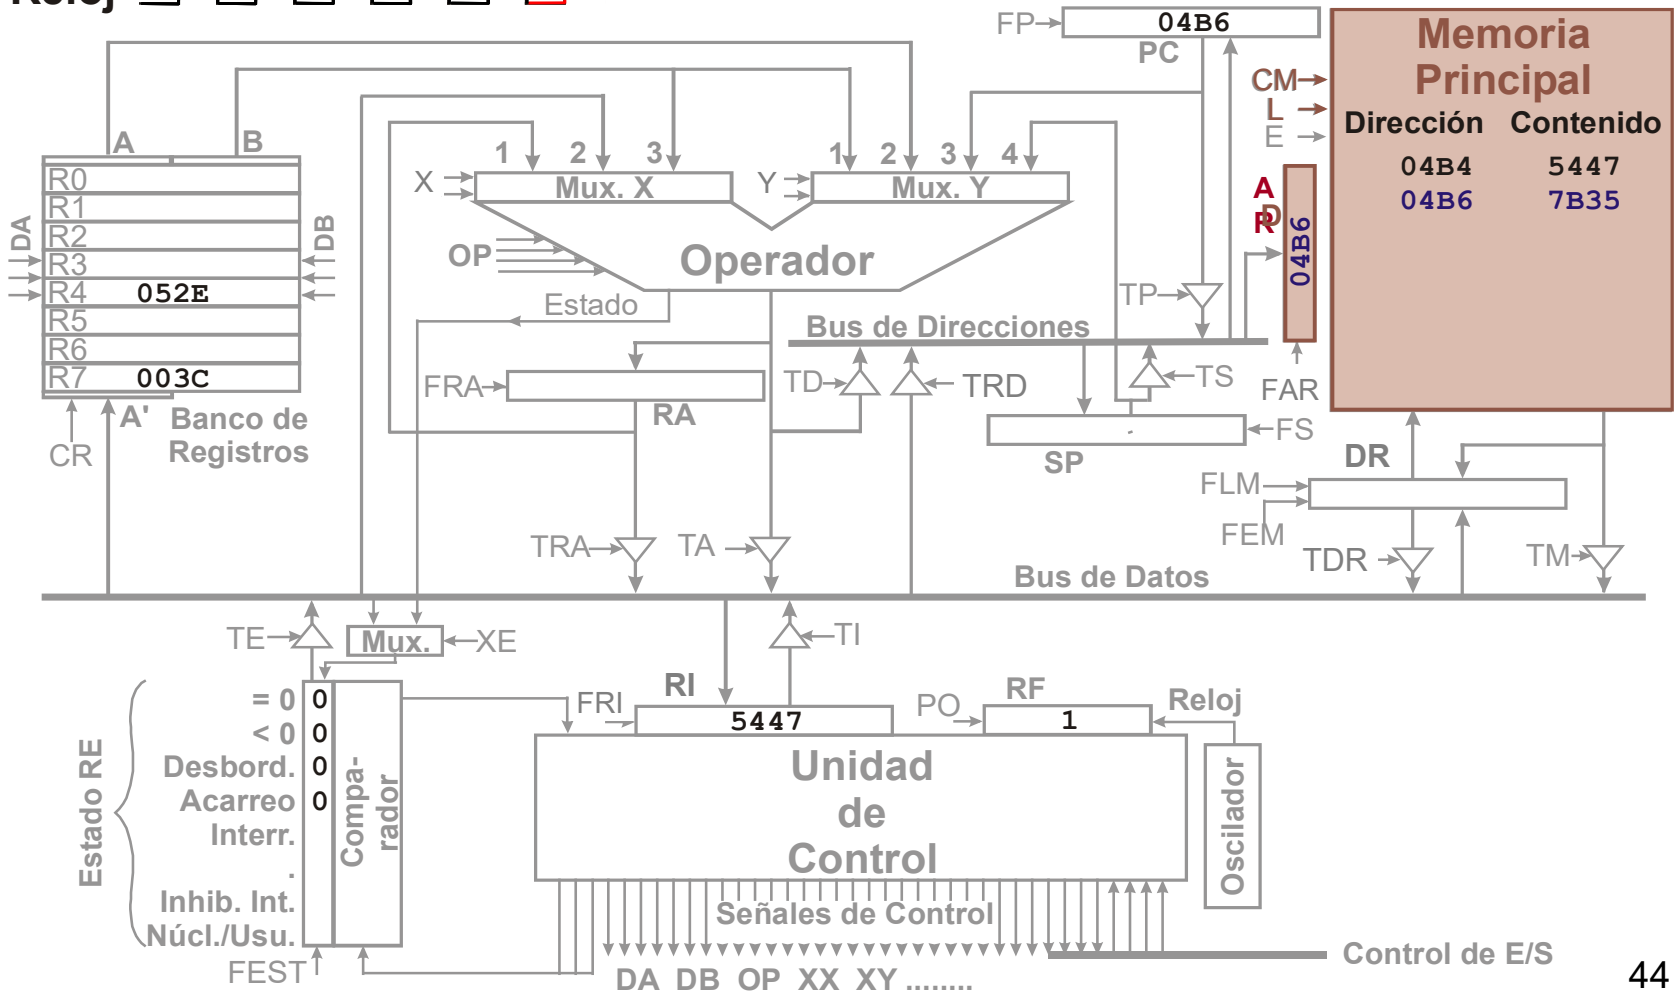 Reloj
FP
04B6
PC
Memoria
Principal
CM
L
E
Dirección Contenido
04B4 5447
04B6 7B35
A B
R0
R1
R2
R3
R4 052E
R5
R6
R7 003C
DA
DB
A'
Banco de
Registros
CR
1 2 3
X
Mux. X
1 2 3 4
Y
Mux. Y
OP
Operador
Estado
AR
D
04B6
FAR
TP
Bus de Direcciones
FRA
RA
TD
TRD
TS
FS
SP
DR
FLM
FEM
TRA
TA
TDR
TM
Bus de Datos
TE
Mux.
XE
TI
RI
FRI
5447
PO
RF
1
Reloj
Estado RE
= 0 0
< 0 0
Desbord. 0
Acarreo 0
Interr.
.
Inhib. Int.
Núcl./Usu.
FEST
Compa-
rador
Unidad
de
Control
Oscilador
Señales de Control
DA DB OP XX XY ........
Control de E/S
44